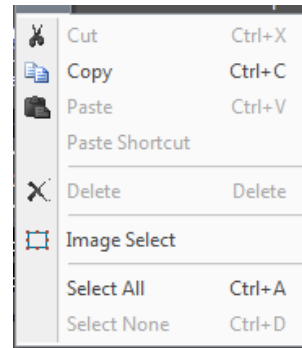 Cut Ctrl+X
Copy Ctrl+C
Paste Ctrl+V
Paste Shortcut
Delete Delete
Image Select
Select All Ctrl+A
Select None Ctrl+D